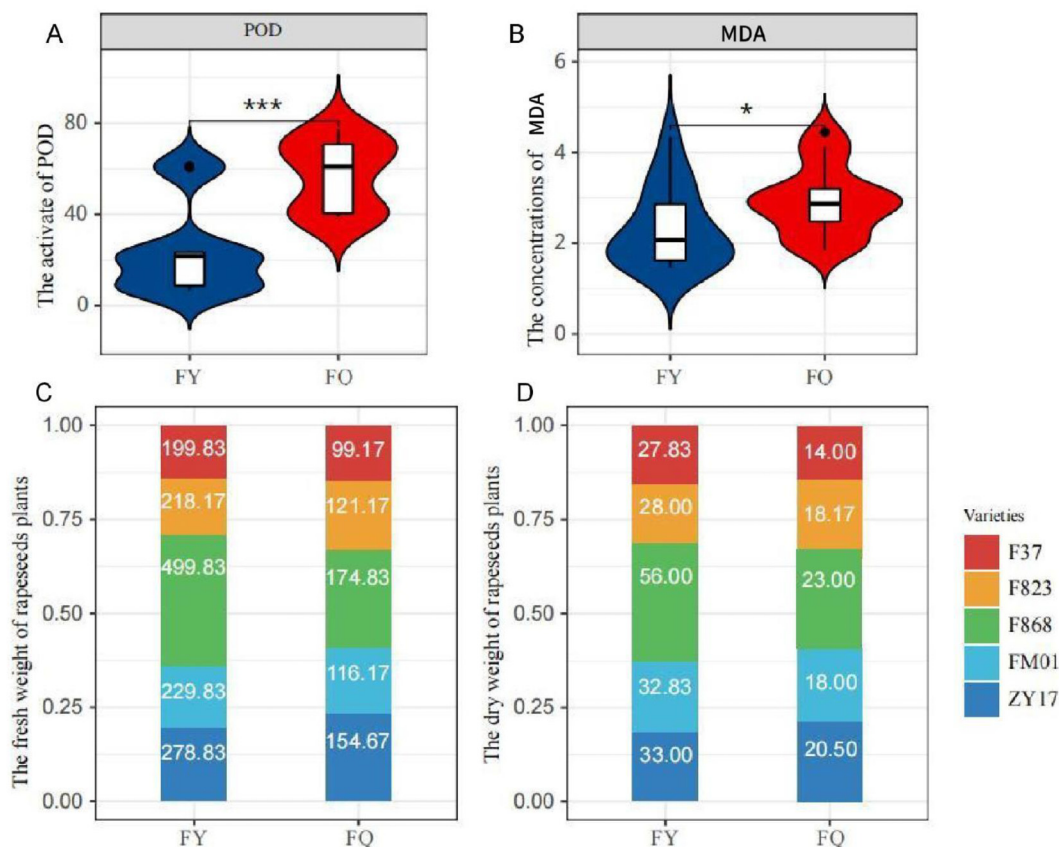 A
POD
The activate of POD
80
40
0
***
FY
FQ
B
MDA
The concentrations of MDA
6
4
2
0
*
FY
FQ
C
The fresh weight of rapeseeds plants
1.00
0.75
0.50
0.25
0.00
199.83
218.17
499.83
229.83
278.83
99.17
121.17
174.83
116.17
154.67
FY
FQ
D
The dry weight of rapeseeds plants
1.00
0.75
0.50
0.25
0.00
27.83
28.00
56.00
32.83
33.00
14.00
18.17
23.00
18.00
20.50
FY
FQ
Varieties
F37
F823
F868
FM01
ZY17